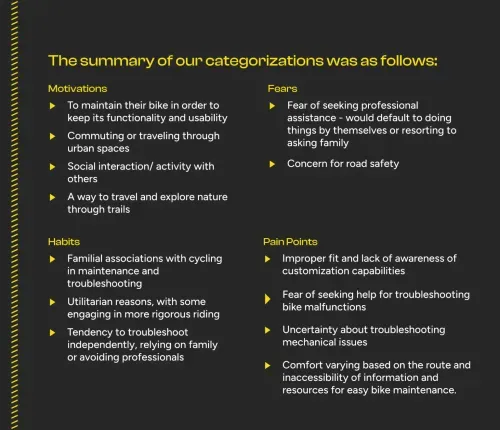 The summary of our categorizations was as follows:
Motivations
To maintain their bike in order to
keep its functionality and usability
Commuting or traveling through
urban spaces
Social interaction/ activity with
others
A way to travel and explore nature
through trails
Fears
Fear of seeking professional
assistance - would default to doing
things by themselves or resorting to
asking family
Concern for road safety
Habits
Familial associations with cycling
in maintenance and
troubleshooting
Utilitarian reasons, with some
engaging in more rigorous riding
Tendency to troubleshoot
independently, relying on family
or avoiding professionals
Pain Points
Improper fit and lack of awareness of
customization capabilities
Fear of seeking help for troubleshooting
bike malfunctions
Uncertainty about troubleshooting
mechanical issues
Comfort varying based on the route and
inaccessibility of information and
resources for easy bike maintenance.